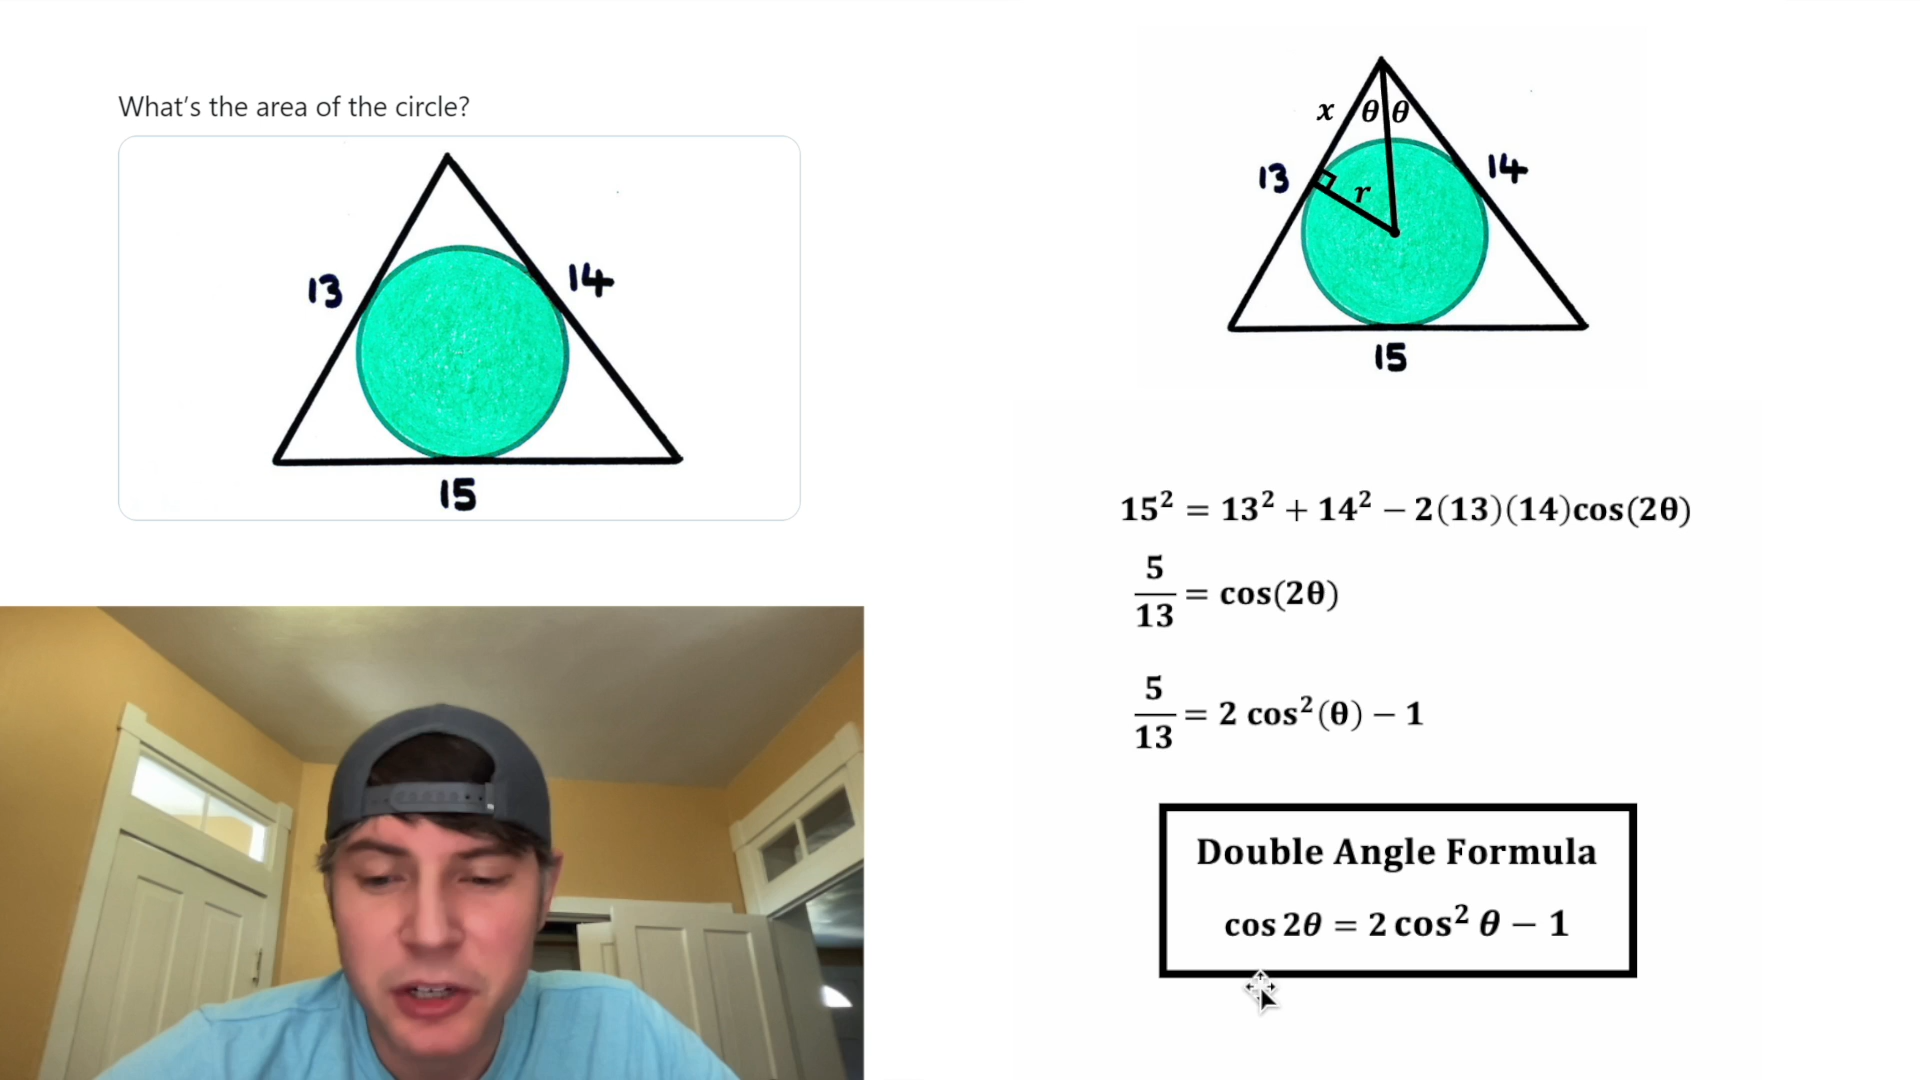 What's the area of the circle?
13
14
15
x θ θ
13
r
14
15
15² = 13² + 14² − 2(13)(14)cos(2θ)
5/13 = cos(2θ)
5/13 = 2 cos²(θ) − 1
Double Angle Formula
cos 2θ = 2 cos² θ − 1